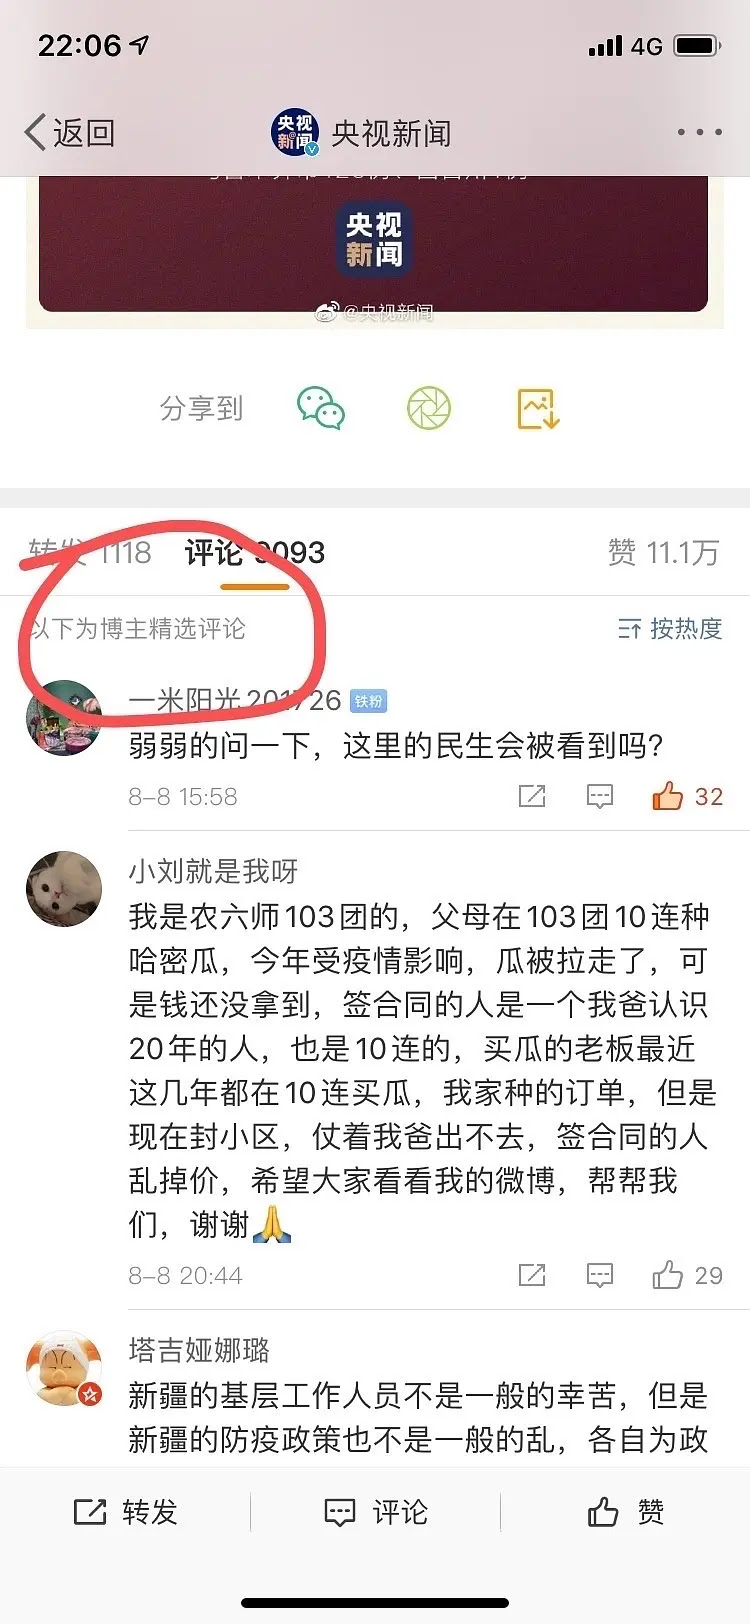 22:06
4G
返回
央视新闻
央视新闻
央视
新闻
@央视新闻
分享到
转发 1118 评论 9093 赞 11.1万
以下为博主精选评论 按热度
一米阳光201726 铁粉
弱弱的问一下，这里的民生会被看到吗?
8-8 15:58 32
小刘就是我呀
我是农六师103团的，父母在103团10连种
哈密瓜，今年受疫情影响，瓜被拉走了，可
是钱还没拿到，签合同的人是一个我爸认识
20年的人，也是10连的，买瓜的老板最近
这几年都在10连买瓜，我家种的订单，但是
现在封小区，仗着我爸出不去，签合同的人
乱掉价，希望大家看看我的微博，帮帮我
们，谢谢🙏
8-8 20:44 29
塔吉娅娜璐
新疆的基层工作人员不是一般的幸苦，但是
新疆的防疫政策也不是一般的乱，各自为政
转发 评论 赞